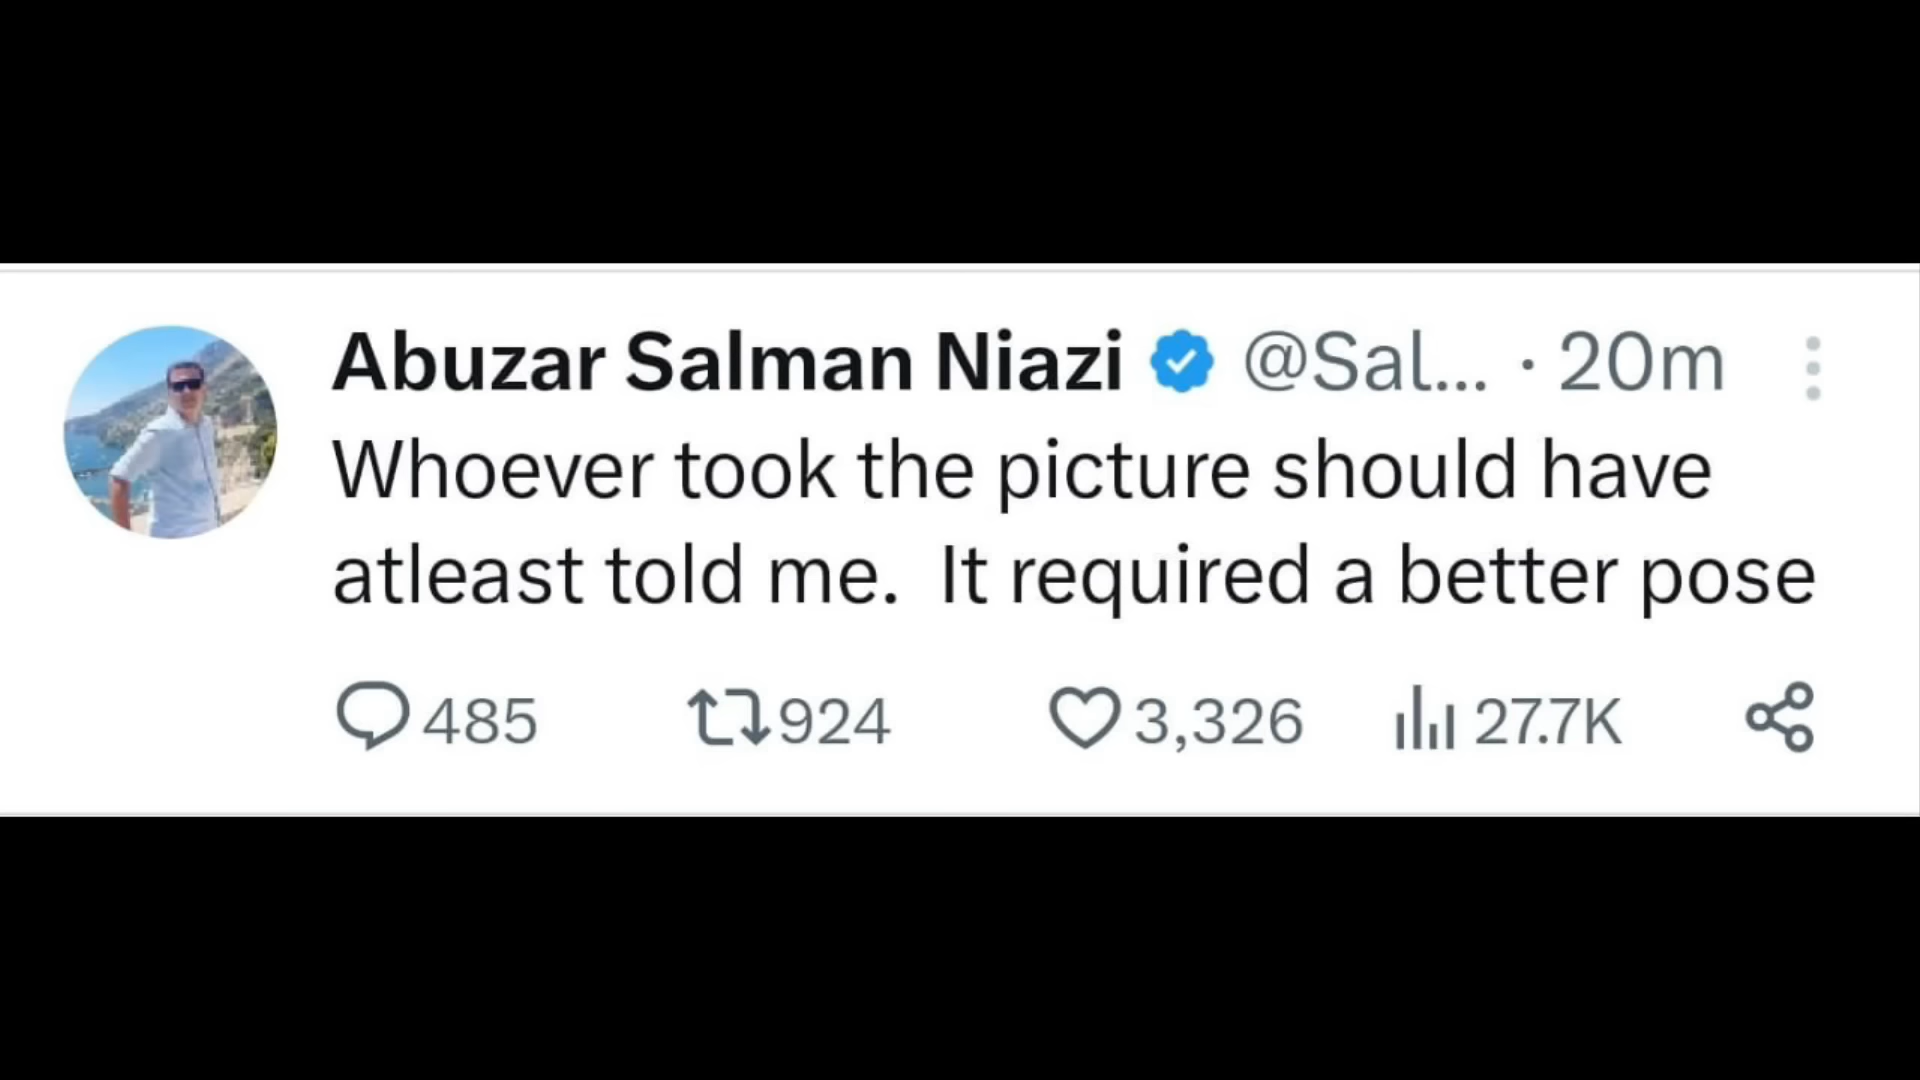 Abuzar Salman Niazi @Sal... · 20m
Whoever took the picture should have
atleast told me.  It required a better pose
485 924 3,326 27.7K